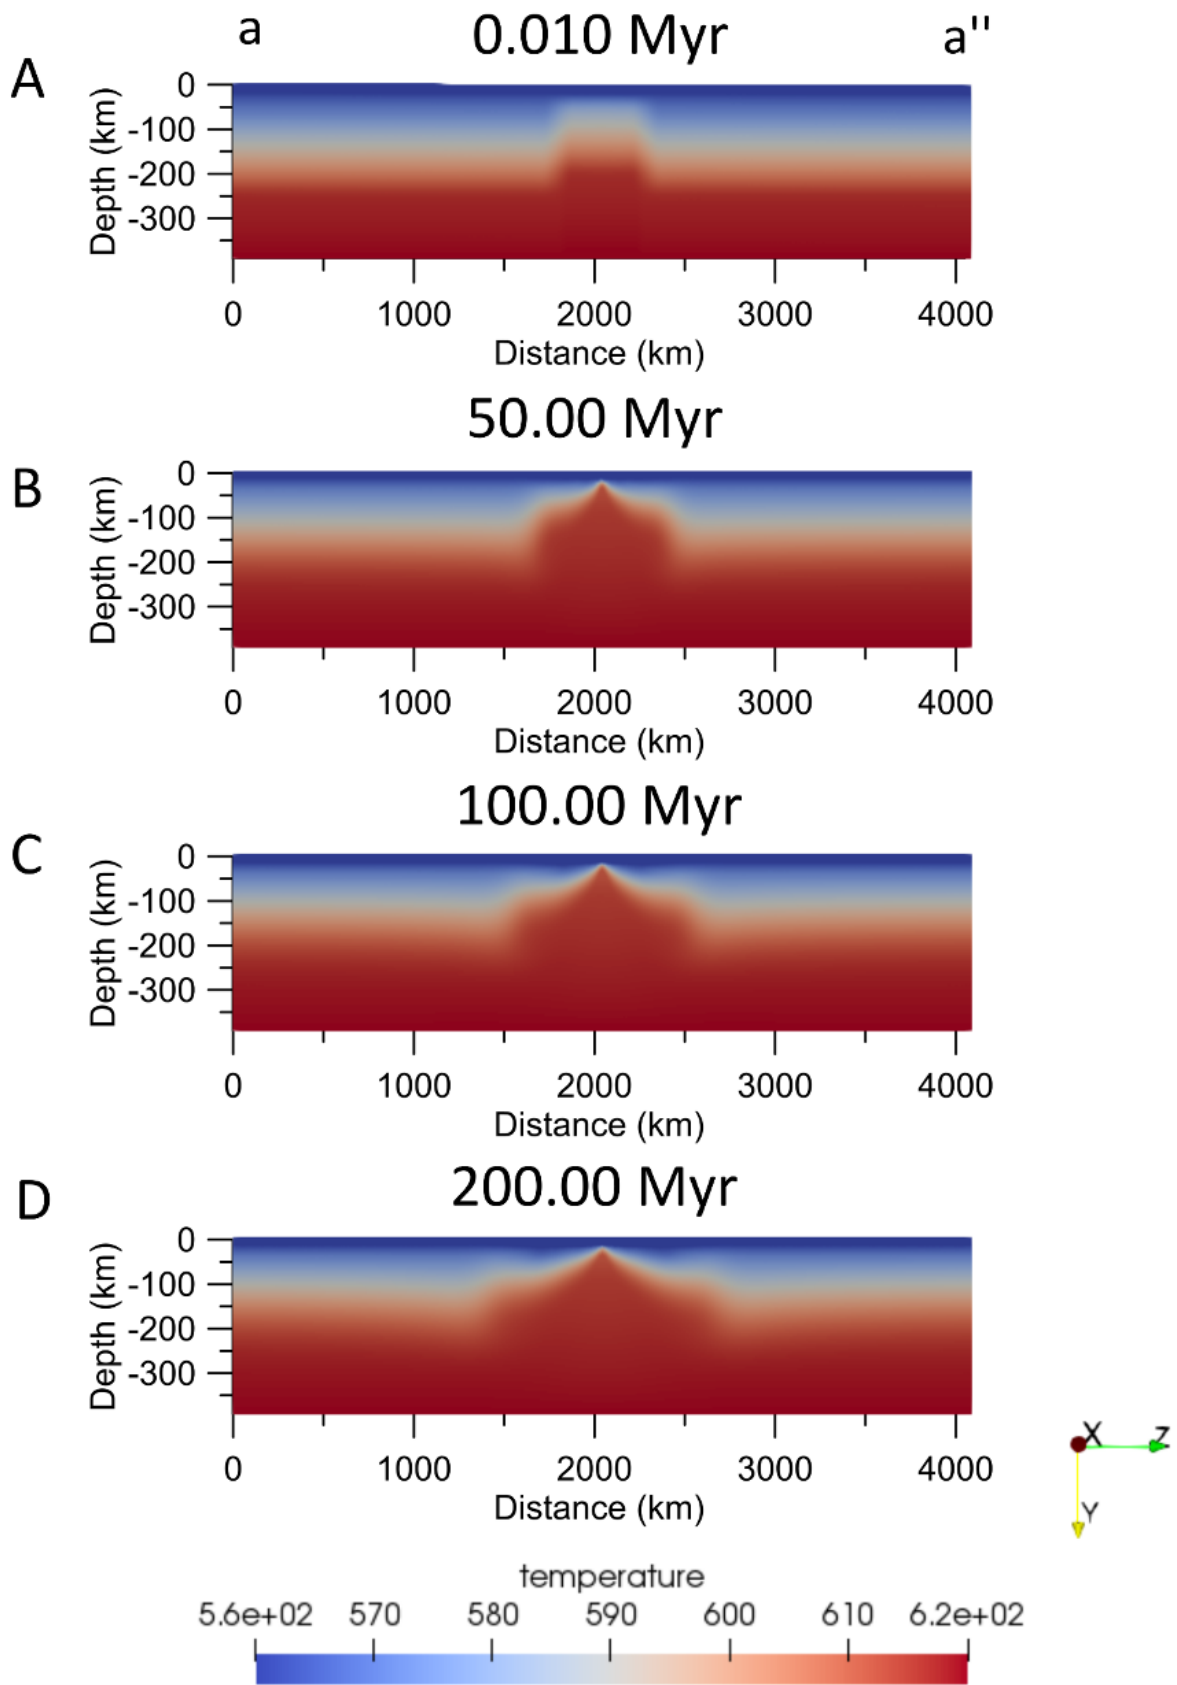 a 0.010 Myr a"
A
0
-100
-200
-300
Depth (km)
0 1000 2000 3000 4000
Distance (km)
50.00 Myr
B
0
-100
-200
-300
Depth (km)
0 1000 2000 3000 4000
Distance (km)
100.00 Myr
C
0
-100
-200
-300
Depth (km)
0 1000 2000 3000 4000
Distance (km)
200.00 Myr
D
0
-100
-200
-300
Depth (km)
0 1000 2000 3000 4000
Distance (km)
X Z
Y
temperature
5.6e+02 570 580 590 600 610 6.2e+02